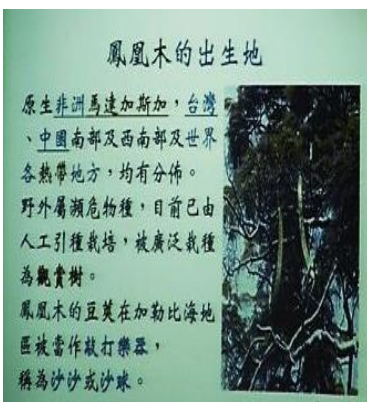 鳳凰木的出生地
原生非洲馬達加斯加，台灣
、中國南部及西南部及世界
各熱帶地方，均有分佈。
野外屬瀕危物種，目前已由
人工引種栽培，被廣泛栽種
為觀賞樹。
鳳凰木的豆莢在加勒比海地
區被當作敲打樂器，
稱為沙沙或沙球。